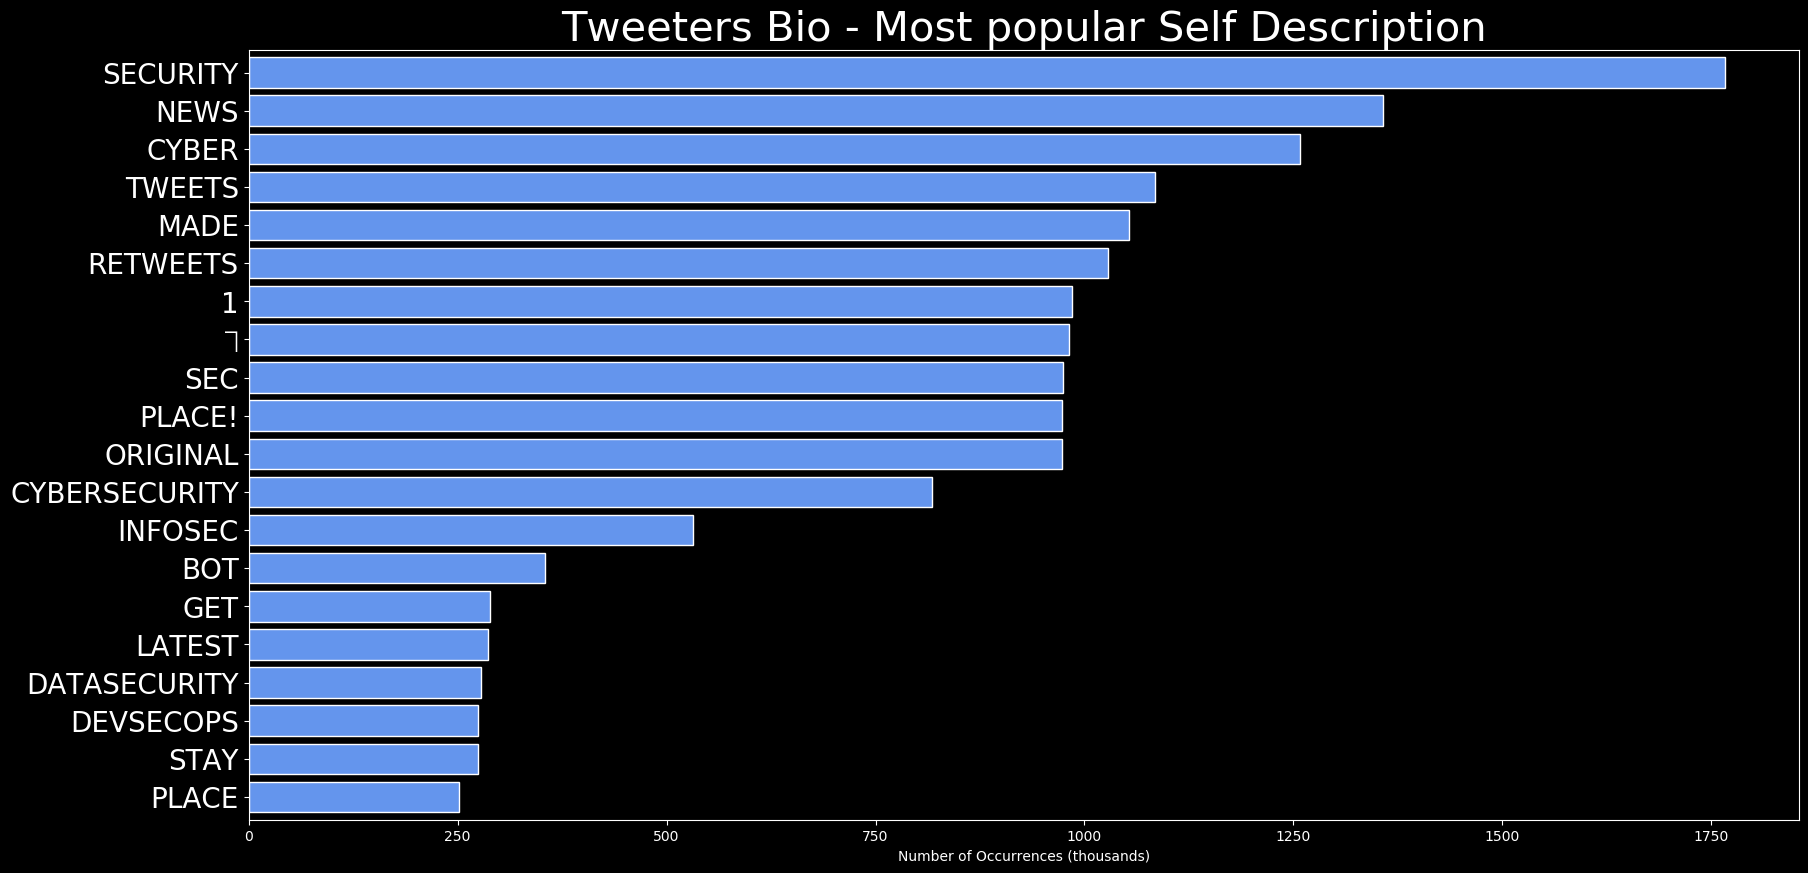 Tweeters Bio - Most popular Self Description
SECURITY
NEWS
CYBER
TWEETS
MADE
RETWEETS
1
SEC
PLACE!
ORIGINAL
CYBERSECURITY
INFOSEC
BOT
GET
LATEST
DATASECURITY
DEVSECOPS
STAY
PLACE
0 250 500 750 1000 1250 1500 1750
Number of Occurrences (thousands)